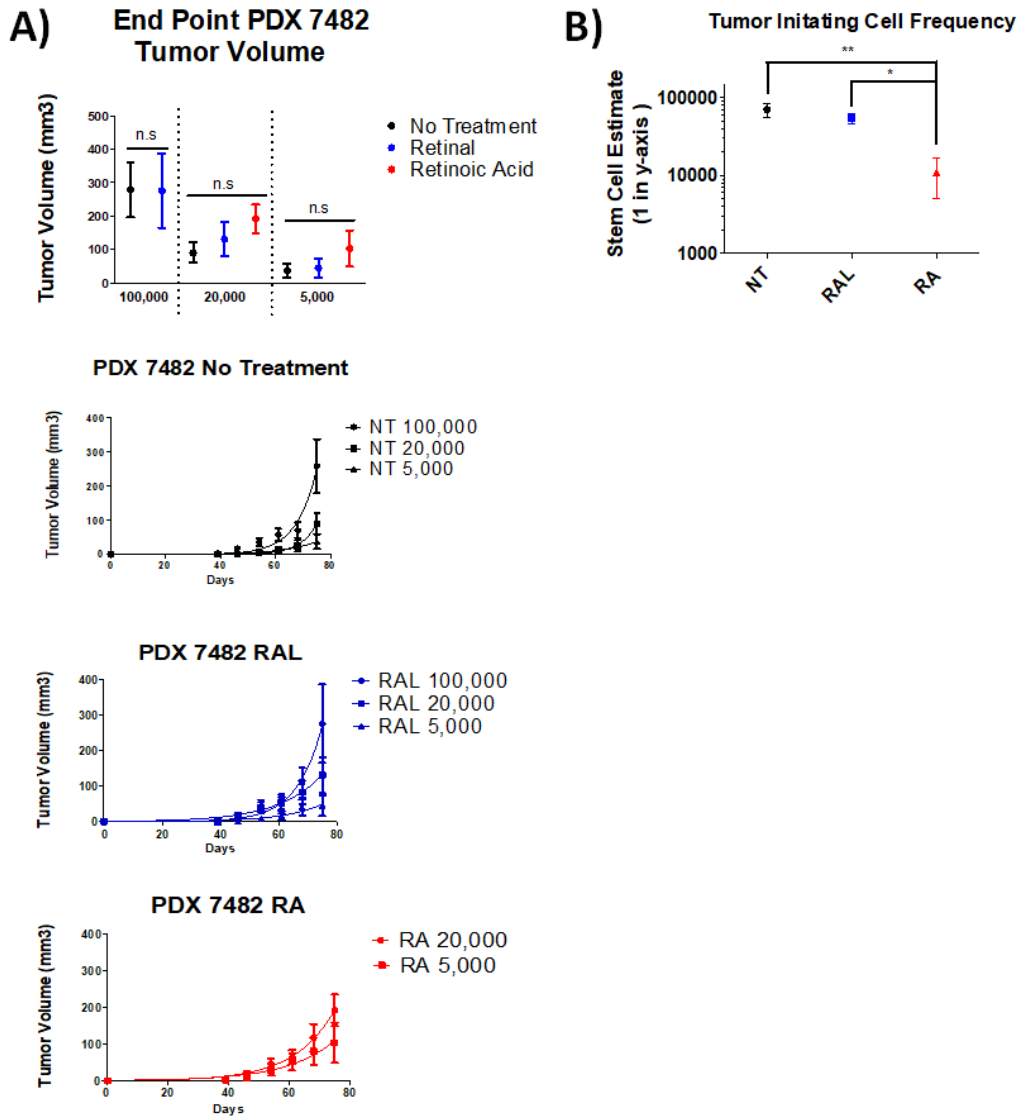 A)
End Point PDX 7482
Tumor Volume
Tumor Volume (mm3)
500
400
300
200
100
0
n.s
n.s
n.s
100,000
20,000
5,000
No Treatment
Retinal
Retinoic Acid
B)
Tumor Initating Cell Frequency
**
*
Stem Cell Estimate
(1 in y-axis )
100000
10000
1000
NT
RAL
RA
PDX 7482 No Treatment
Tumor Volume (mm3)
400
300
200
100
0
0
20
40
60
80
Days
NT 100,000
NT 20,000
NT 5,000
PDX 7482 RAL
Tumor Volume (mm3)
400
300
200
100
0
0
20
40
60
80
Days
RAL 100,000
RAL 20,000
RAL 5,000
PDX 7482 RA
Tumor Volume (mm3)
400
300
200
100
0
0
20
40
60
80
Days
RA 20,000
RA 5,000